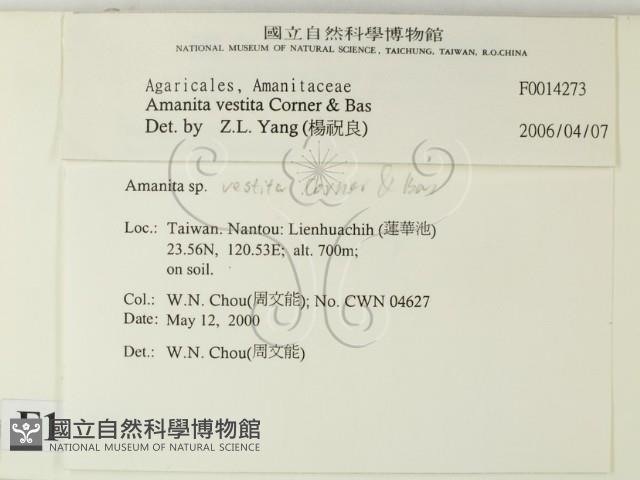 國立自然科學博物館
NATIONAL MUSEUM OF NATURAL SCIENCE, TAICHUNG, TAIWAN, R.O.CHINA
Agaricales, Amanitaceae F0014273
Amanita vestita Corner & Bas
Det. by Z.L. Yang (楊祝良) 2006/04/07
Amanita sp. vestita Corner & Bas
Loc.: Taiwan. Nantou: Lienhuachih (蓮華池)
23.56N, 120.53E; alt. 700m;
on soil.
Col.: W.N. Chou(周文能); No. CWN 04627
Date: May 12, 2000
Det.: W.N. Chou(周文能)
國立自然科學博物館
NATIONAL MUSEUM OF NATURAL SCIENCE